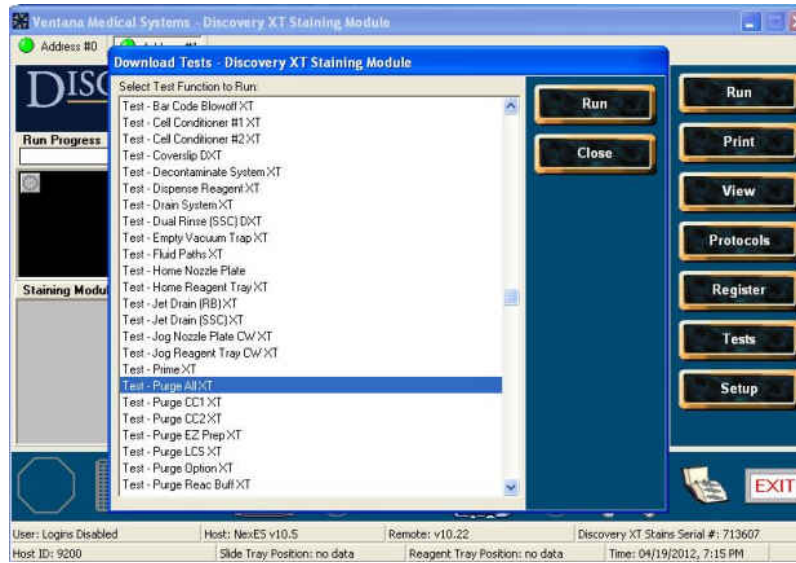 Ventana Medical Systems - Discovery XT Staining Module
Address #0
Download Tests - Discovery XT Staining Module
DISC
Run Progress
Staining Modul
Select Test Function to Run:
Test - Bar Code Blowoff XT
Test - Cell Conditioner #1 XT
Test - Cell Conditioner #2 XT
Test - Coverslip DXT
Test - Decontaminate System XT
Test - Dispense Reagent XT
Test - Drain System XT
Test - Dual Rinse (SSC) DXT
Test - Empty Vacuum Trap XT
Test - Fluid Paths XT
Test - Home Nozzle Plate
Test - Home Reagent Tray XT
Test - Jet Drain (RB) XT
Test - Jet Drain (SSC) XT
Test - Jog Nozzle Plate CW XT
Test - Jog Reagent Tray CW XT
Test - Prime XT
Test - Purge All XT
Test - Purge CC1 XT
Test - Purge CC2 XT
Test - Purge EZ Prep XT
Test - Purge LCS XT
Test - Purge Option XT
Test - Purge Reac Buff XT
Run
Close
Run
Print
View
Protocols
Register
Tests
Setup
EXIT
User: Logins Disabled
Host: NexES v10.5
Remote: v10.22
Discovery XT Stains Serial #: 713607
Host ID: 9200
Slide Tray Position: no data
Reagent Tray Position: no data
Time: 04/19/2012, 7:15 PM